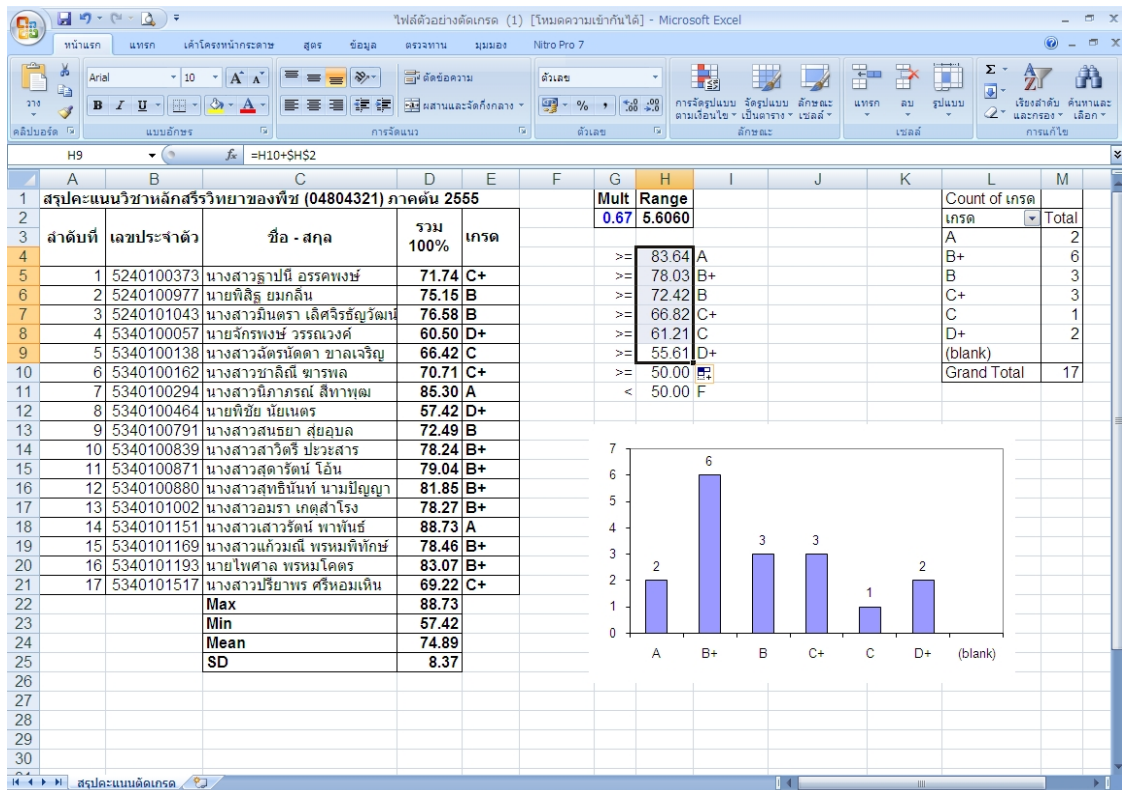 ไฟล์ตัวอย่างตัดเกรด (1) [โหมดความเข้ากันได้] - Microsoft Excel
หน้าแรก แทรก เค้าโครงหน้ากระดาษ สูตร ข้อมูล ตรวจทาน มุมมอง Nitro Pro 7
วาง Arial 10 A A ตัดข้อความ ตัวเลข Σ
B I U A ผสานและจัดกึ่งกลาง % , การจัดรูปแบบตามเงื่อนไข จัดรูปแบบเป็นตาราง ลักษณะเซลล์ แทรก ลบ รูปแบบ เรียงลำดับและกรอง ค้นหาและเลือก
คลิปบอร์ด แบบอักษร การจัดแนว ตัวเลข ลักษณะ เซลล์ การแก้ไข
H9 fx =H10+$H$2
A B C D E F G H I J K L M
1 สรุปคะแนนวิชาหลักสรีรวิทยาของพืช (04804321) ภาคต้น 2555 Mult Range Count of เกรด
2 0.67 5.6060 เกรด Total
3 ลำดับที่ เลขประจำตัว ชื่อ - สกุล รวม 100% เกรด A 2
4 >= 83.64 A B+ 6
5 1 5240100373 นางสาวฐาปนี อรรคพงษ์ 71.74 C+ >= 78.03 B+ B 3
6 2 5240100977 นายพิสิฐ ยมกลิ่น 75.15 B >= 72.42 B C+ 3
7 3 5240101043 นางสาวมินตรา เลิศจิรธัญวัฒน์ 76.58 B >= 66.82 C+ C 1
8 4 5340100057 นายจักรพงษ์ วรรณวงค์ 60.50 D+ >= 61.21 C D+ 2
9 5 5340100138 นางสาวฉัตรนัดดา ขาลเจริญ 66.42 C >= 55.61 D+ (blank)
10 6 5340100162 นางสาวชาลิณี ฆารพล 70.71 C+ >= 50.00 Grand Total 17
11 7 5340100294 นางสาวนิภาภรณ์ สีทาพุฒ 85.30 A < 50.00 F
12 8 5340100464 นายพิชัย นัยเนตร 57.42 D+
13 9 5340100791 นางสาวสนธยา สุยอุบล 72.49 B
14 10 5340100839 นางสาวสาวิตรี ปะวะสาร 78.24 B+
15 11 5340100871 นางสาวสุดารัตน์ โอ้น 79.04 B+
16 12 5340100880 นางสาวสุทธินันท์ นามปัญญา 81.85 B+
17 13 5340101002 นางสาวอมรา เกตุสำโรง 78.27 B+
18 14 5340101151 นางสาวเสาวรัตน์ พาพันธ์ 88.73 A
19 15 5340101169 นางสาวแก้วมณี พรหมพิทักษ์ 78.46 B+
20 16 5340101193 นายไพศาล พรหมโคตร 83.07 B+
21 17 5340101517 นางสาวปรียาพร ศรีหอมเหิน 69.22 C+
22 Max 88.73
23 Min 57.42
24 Mean 74.89
25 SD 8.37
26
27
28
29
30
7
6
5
4
3
2
1
0
2 6 3 3 1 2
A B+ B C+ C D+ (blank)
สรุปคะแนนตัดเกรด